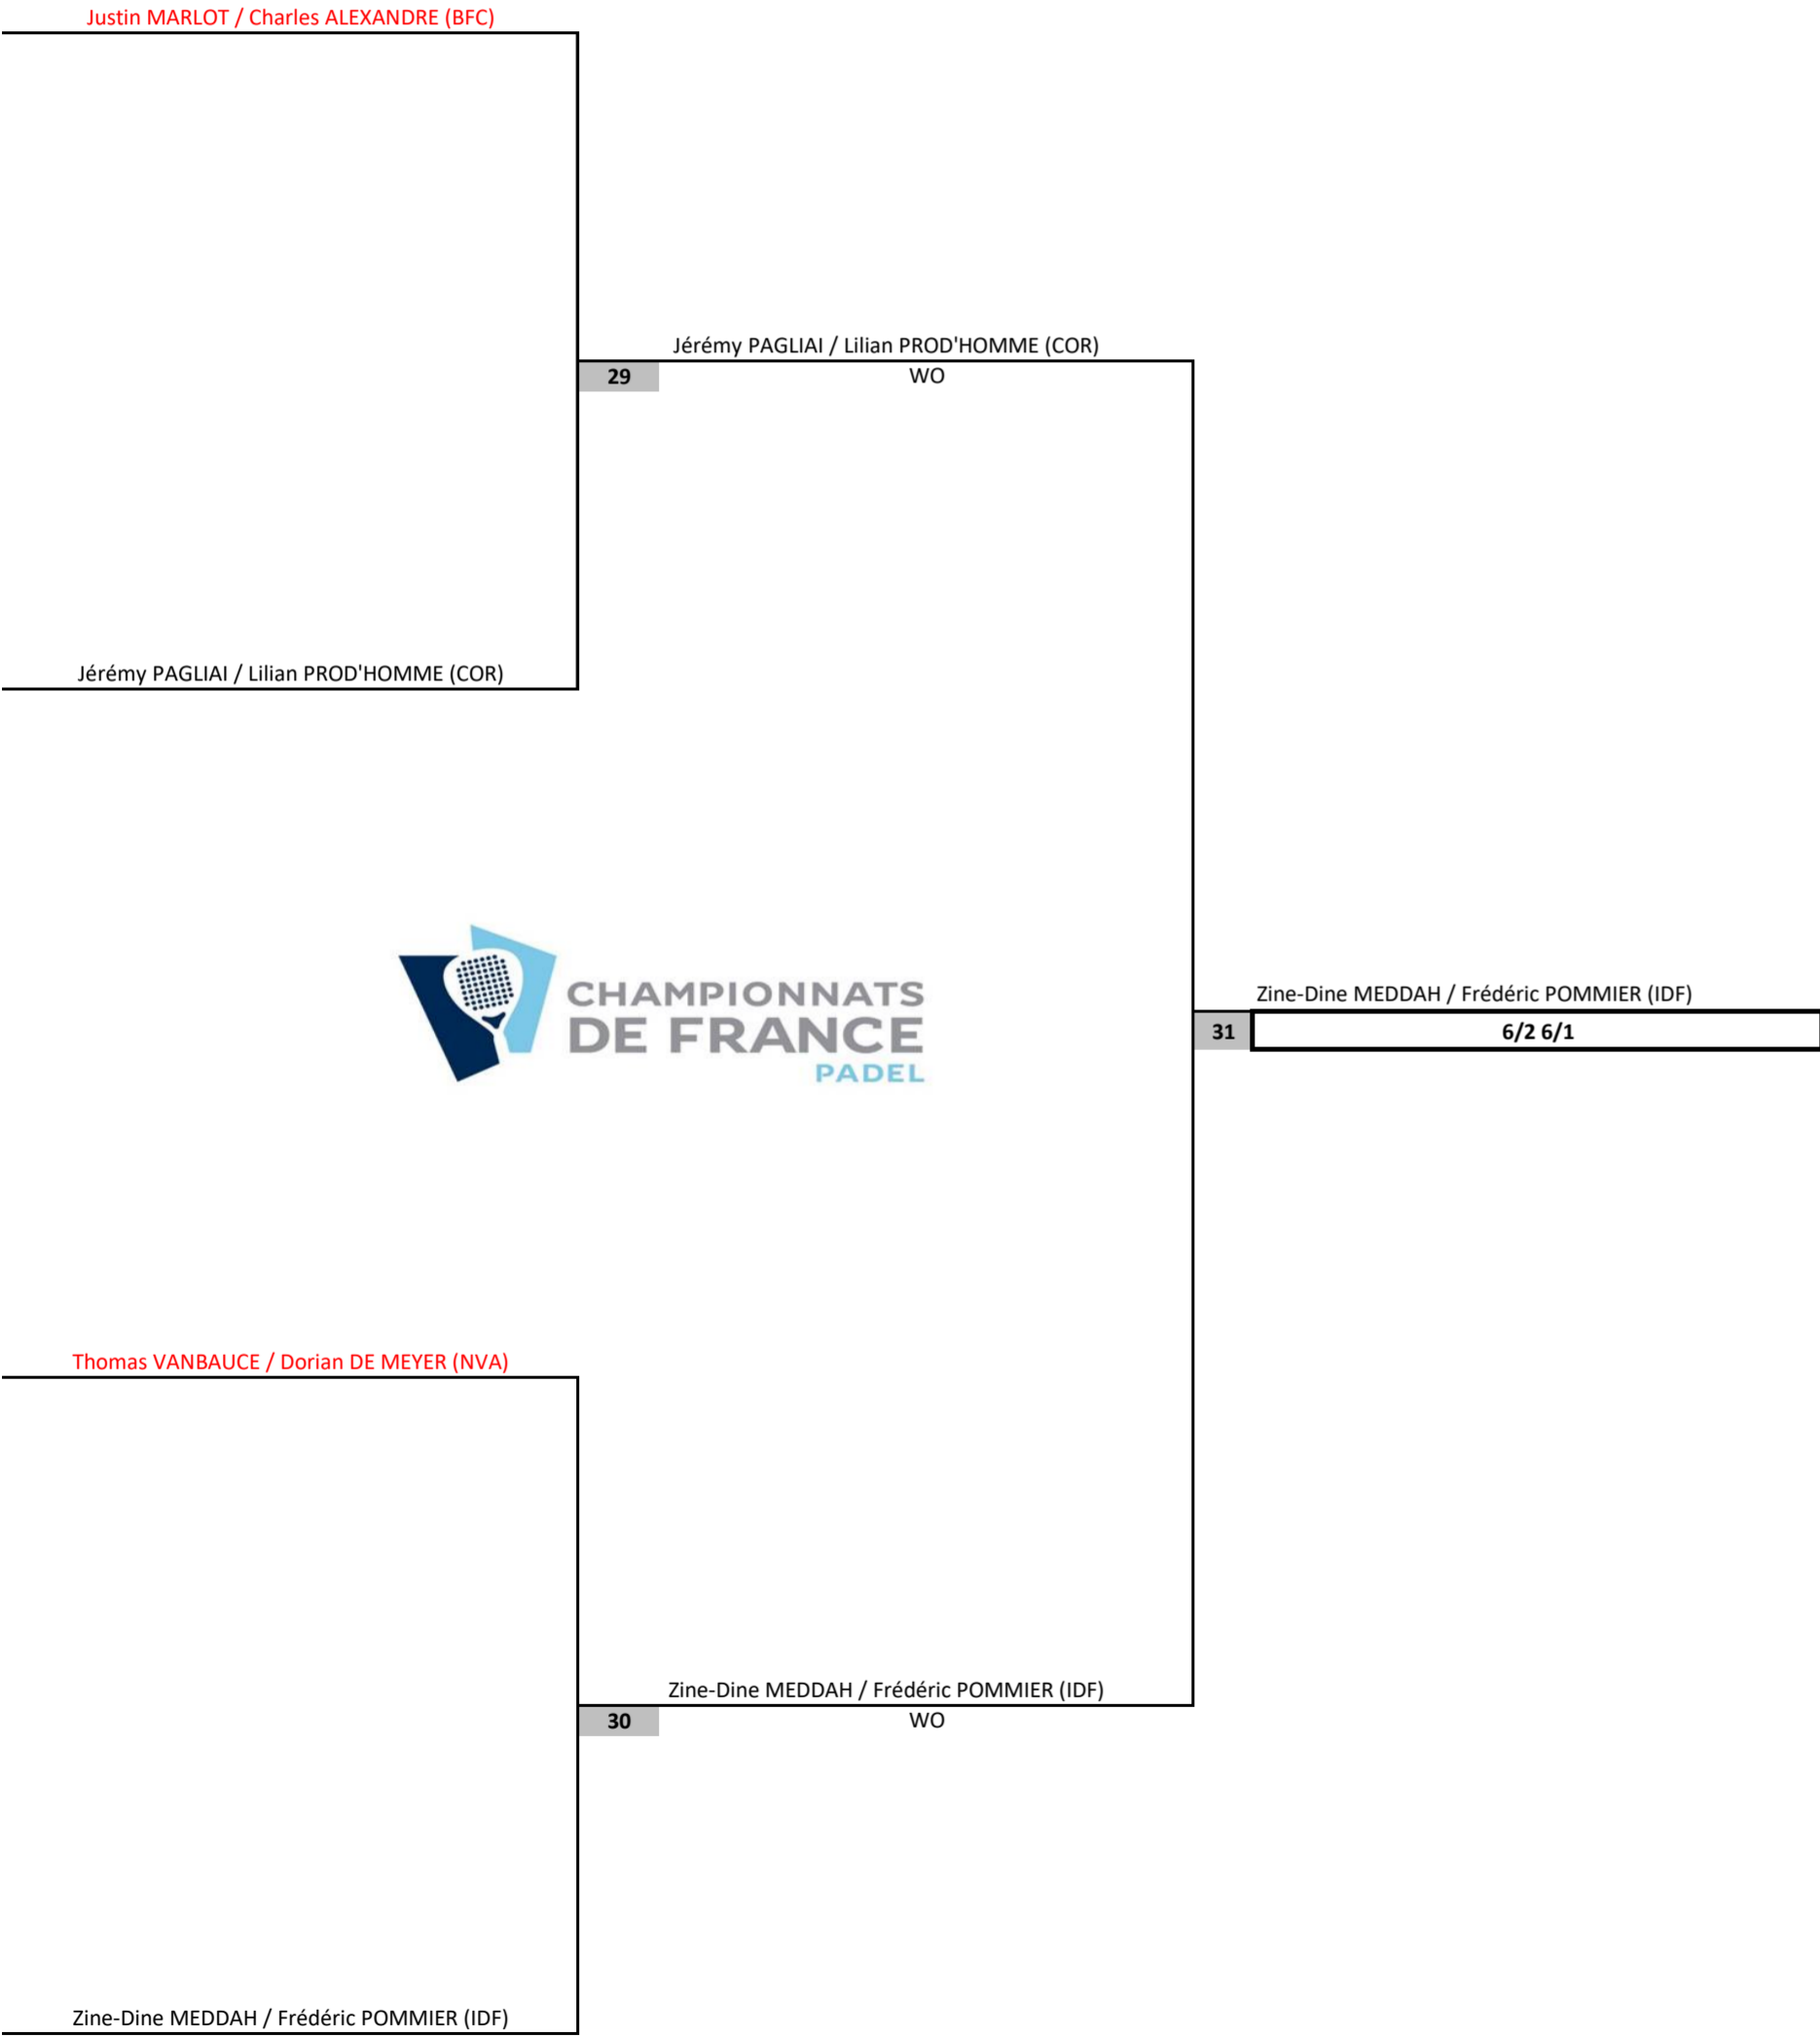 Justin MARLOT / Charles ALEXANDRE (BFC)
Jérémy PAGLIAI / Lilian PROD'HOMME (COR)
29 WO
Jérémy PAGLIAI / Lilian PROD'HOMME (COR)
CHAMPIONNATS
DE FRANCE
PADEL
Zine-Dine MEDDAH / Frédéric POMMIER (IDF)
31 6/2 6/1
Thomas VANBAUCE / Dorian DE MEYER (NVA)
Zine-Dine MEDDAH / Frédéric POMMIER (IDF)
30 WO
Zine-Dine MEDDAH / Frédéric POMMIER (IDF)